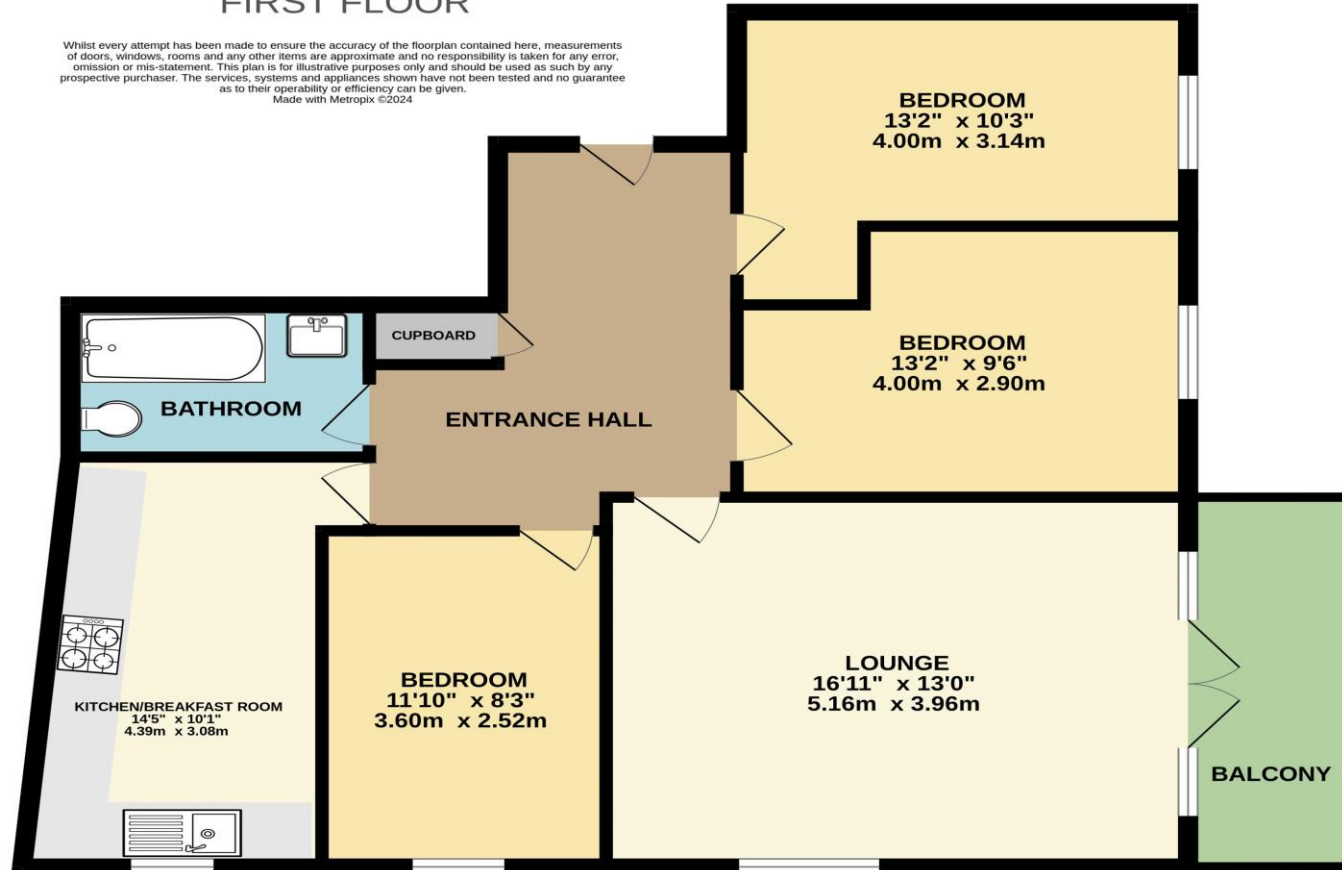 FIRST FLOOR
Whilst every attempt has been made to ensure the accuracy of the floorplan contained here, measurements
of doors, windows, rooms and any other items are approximate and no responsibility is taken for any error,
omission or mis-statement. This plan is for illustrative purposes only and should be used as such by any
prospective purchaser. The services, systems and appliances shown have not been tested and no guarantee
as to their operability or efficiency can be given.
Made with Metropix ©2024
BEDROOM
13'2" x 10'3"
4.00m x 3.14m
CUPBOARD
BEDROOM
13'2" x 9'6"
4.00m x 2.90m
BATHROOM
ENTRANCE HALL
KITCHEN/BREAKFAST ROOM
14'5" x 10'1"
4.39m x 3.08m
BEDROOM
11'10" x 8'3"
3.60m x 2.52m
LOUNGE
16'11" x 13'0"
5.16m x 3.96m
BALCONY